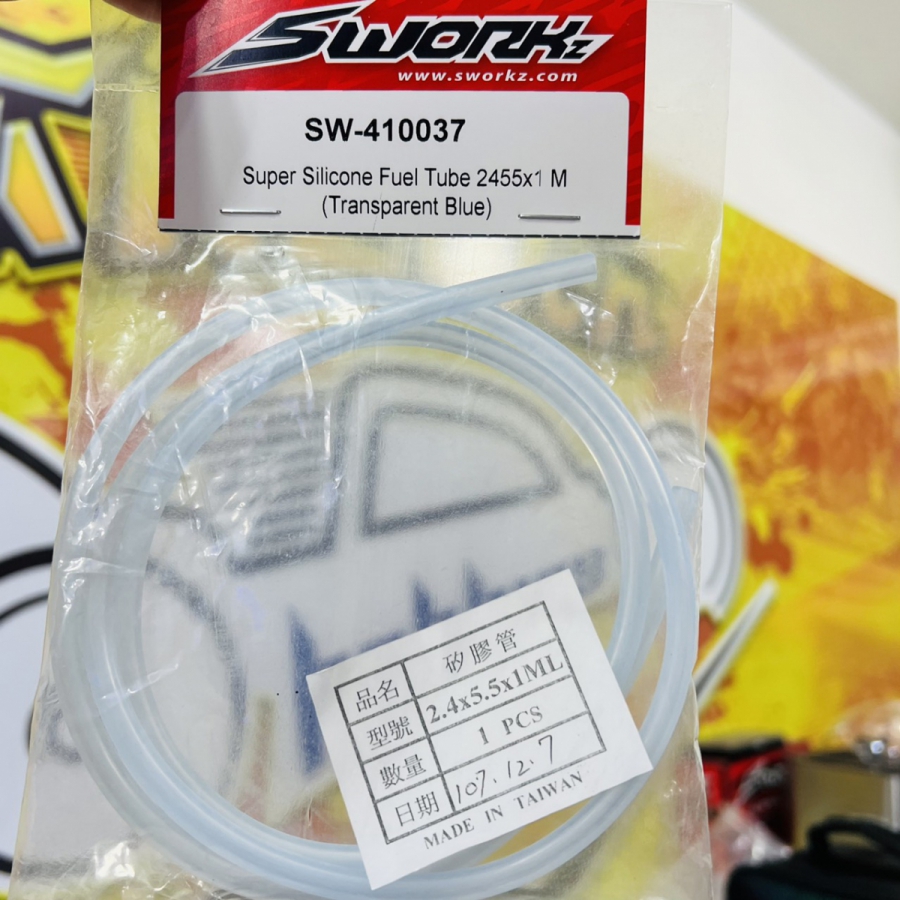 SWORKz
www.sworkz.com
SW-410037
Super Silicone Fuel Tube 2455x1 M
(Transparent Blue)
品名 矽膠管
型號 2.4x5.5x1ML
數量 1 PCS
日期 107.12.7
MADE IN TAIWAN